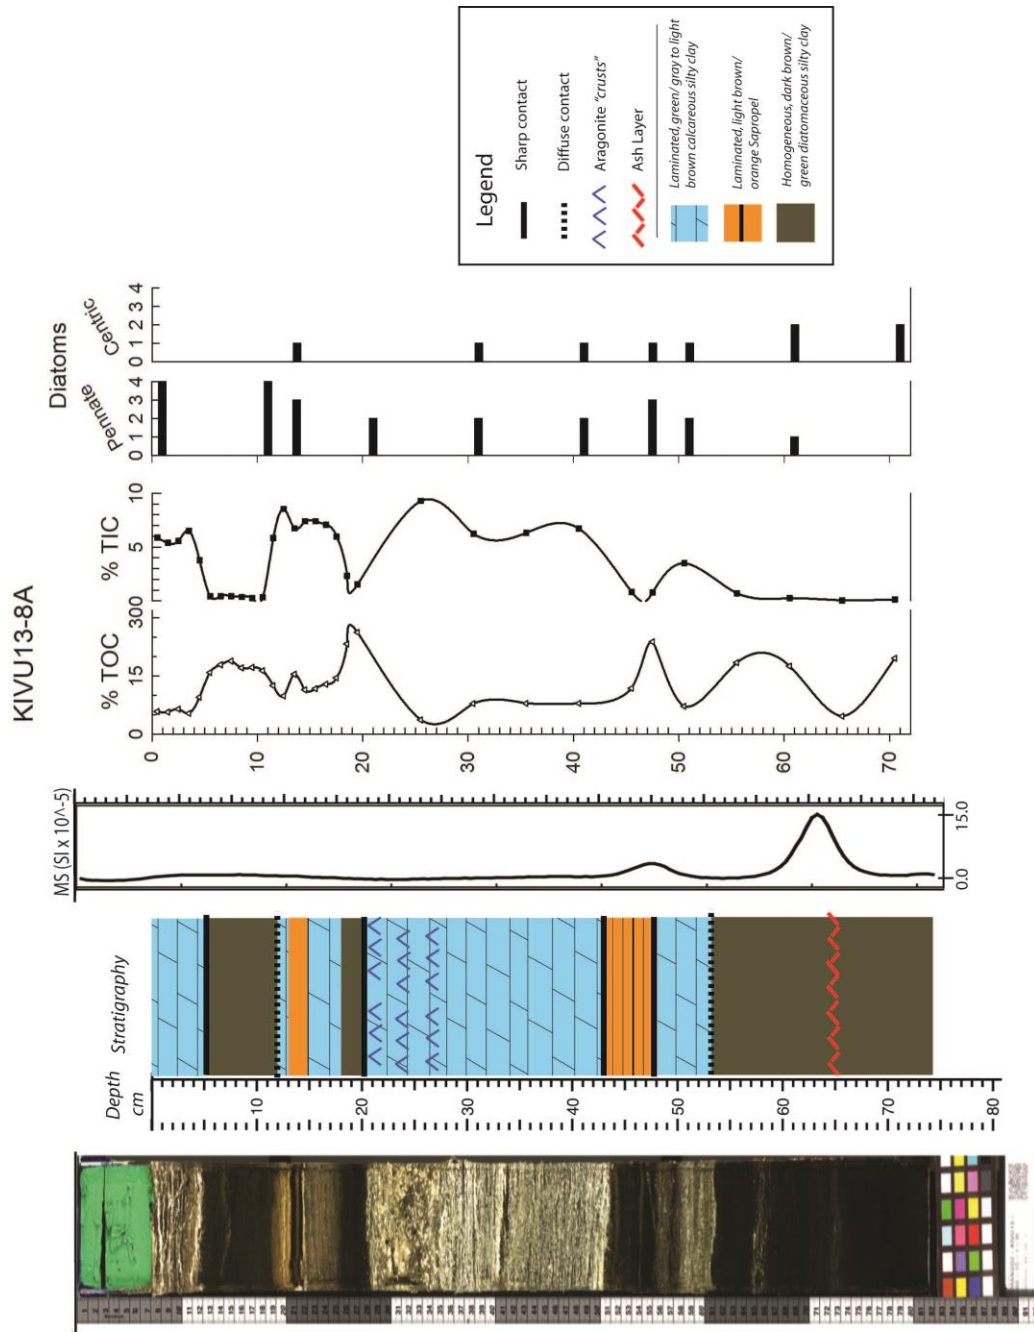 KIVU13-8A
Depth
cm
Stratigraphy
10
20
30
40
50
60
70
80
MS (SI x 10^-5)
0.0
15.0
% TOC
0
15
300
% TIC
5
10
0
10
20
30
40
50
60
70
Diatoms
Pennate
0 1 2 3 4
Centric
0 1 2 3 4
Legend
Sharp contact
Diffuse contact
Aragonite "crusts"
Ash Layer
Laminated, green/ gray to light
brown calcareous silty clay
Laminated, light brown/
orange Sapropel
Homogeneous, dark brown/
green diatomaceous silty clay